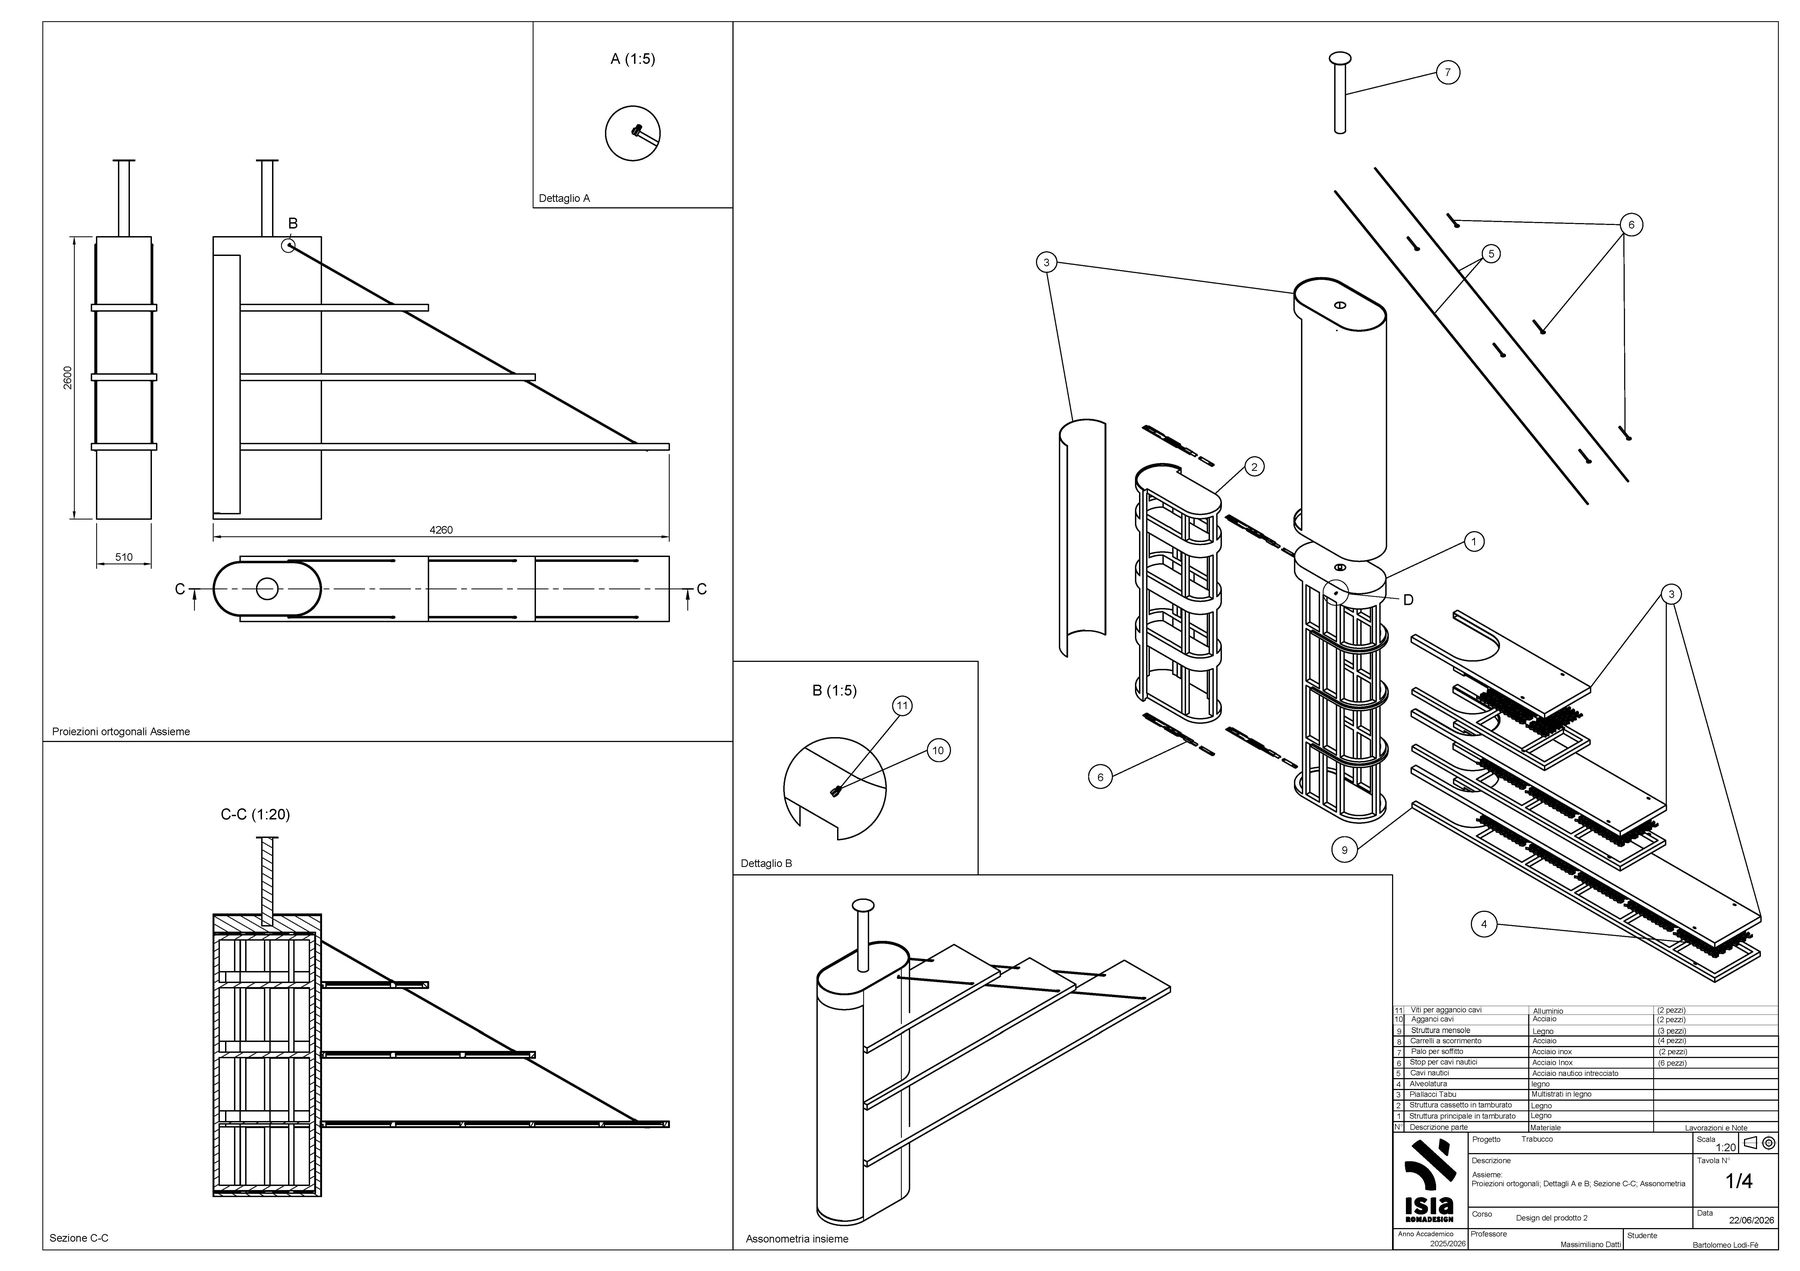 A (1:5)
Dettaglio A
B
2600
510
4260
C
C
Proiezioni ortogonali Assieme
C-C (1:20)
Sezione C-C
7
6
5
3
2
1
D
3
6
9
4
B (1:5)
11
10
Dettaglio B
Assonometria insieme
11 Viti per aggancio cavi Alluminio (2 pezzi)
10 Agganci cavi Acciaio (2 pezzi)
9 Struttura mensole Legno (3 pezzi)
8 Carrelli a scorrimento Acciaio (4 pezzi)
7 Palo per soffitto Acciaio inox (2 pezzi)
6 Stop per cavi nautici Acciaio Inox (6 pezzi)
5 Cavi nautici Acciaio nautico intrecciato
4 Alveolatura legno
3 Piallacci Tabu Multistrati in legno
2 Struttura cassetto in tamburato Legno
1 Struttura principale in tamburato Legno
N° Descrizione parte Materiale Lavorazioni e Note
Progetto Trabucco
Scala 1:20
Descrizione
Assieme:
Proiezioni ortogonali; Dettagli A e B; Sezione C-C; Assonometria
Tavola N°
1/4
ISIA
ROMADESIGN
Corso Design del prodotto 2
Data 22/06/2026
Anno Accademico
2025/2026
Professore
Massimiliano Datti
Studente
Bartolomeo Lodi-Fé